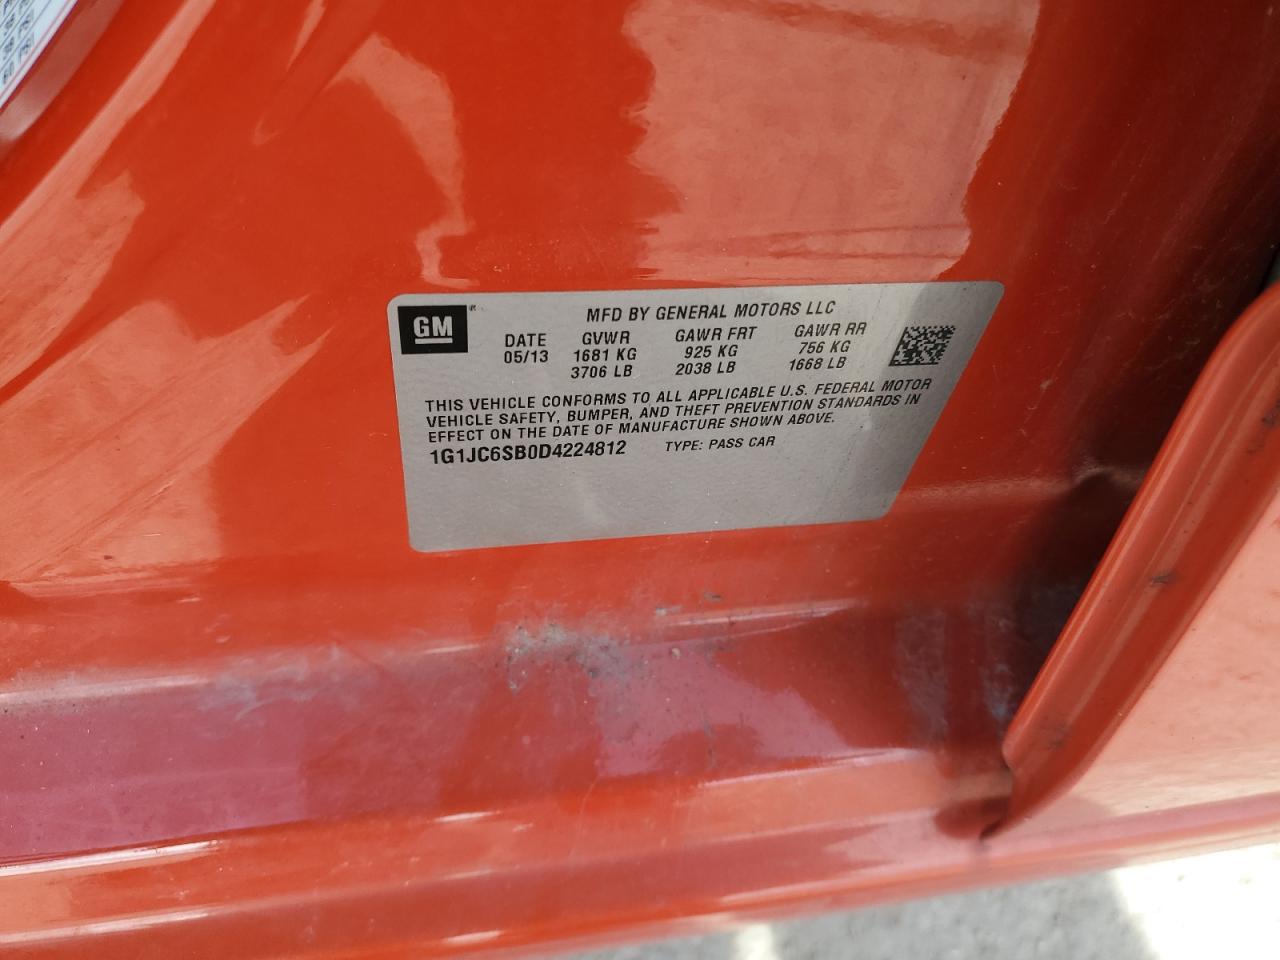 GM
MFD BY GENERAL MOTORS LLC
DATE GVWR GAWR FRT GAWR RR
05/13 1681 KG 925 KG 756 KG
3706 LB 2038 LB 1668 LB
THIS VEHICLE CONFORMS TO ALL APPLICABLE U.S. FEDERAL MOTOR
VEHICLE SAFETY, BUMPER, AND THEFT PREVENTION STANDARDS IN
EFFECT ON THE DATE OF MANUFACTURE SHOWN ABOVE.
1G1JC6SB0D4224812 TYPE: PASS CAR